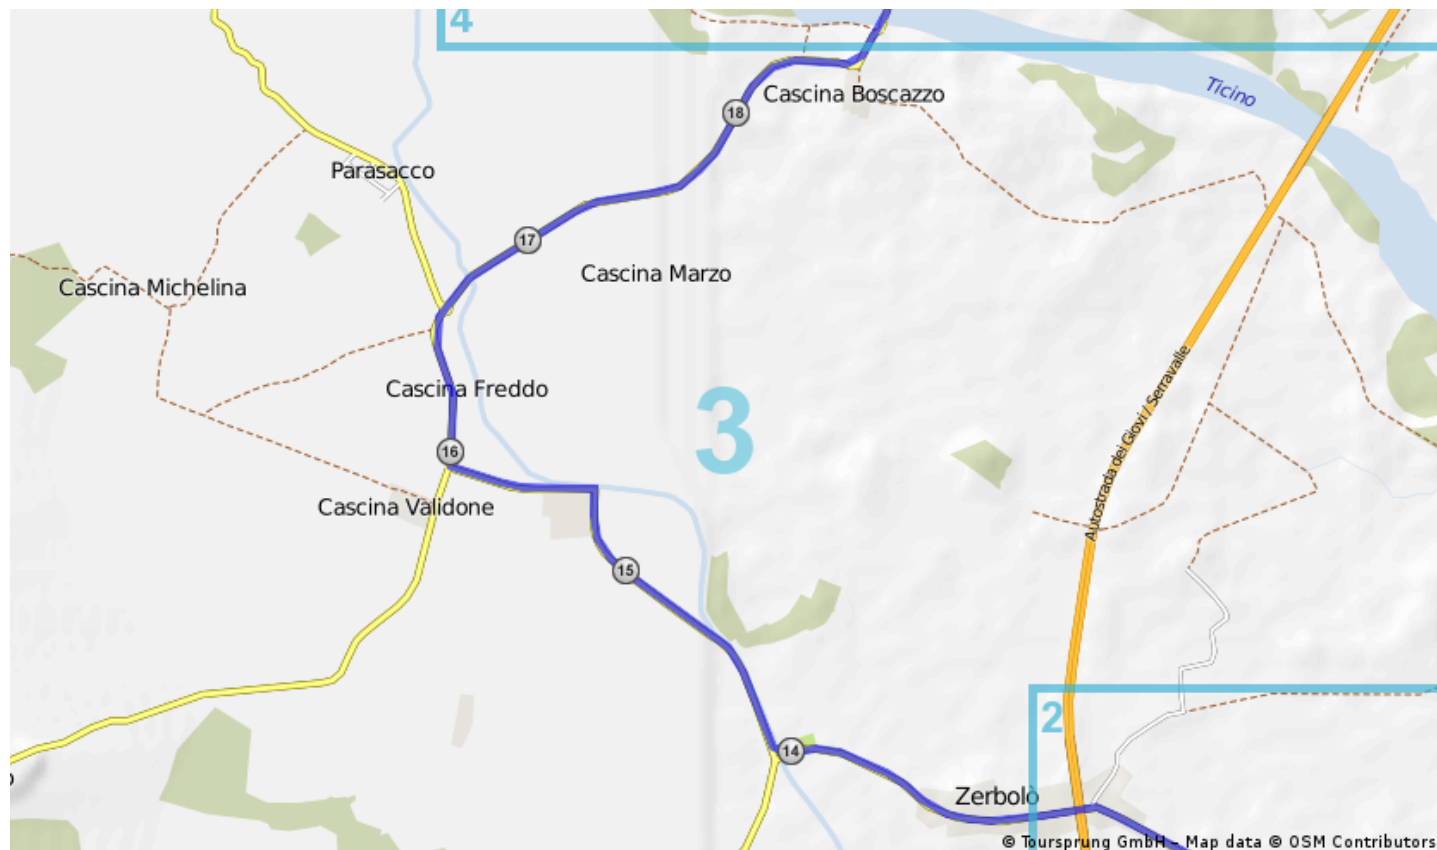 4
Ticino
Cascina Boscazzo
18
Parasacco
17
Cascina Marzo
Cascina Michelina
Autostrada dei Giovi / Serravalle
Cascina Freddo
3
16
Cascina Validone
15
2
14
Zerbolò
© Toursprung GmbH – Map data © OSM Contributors